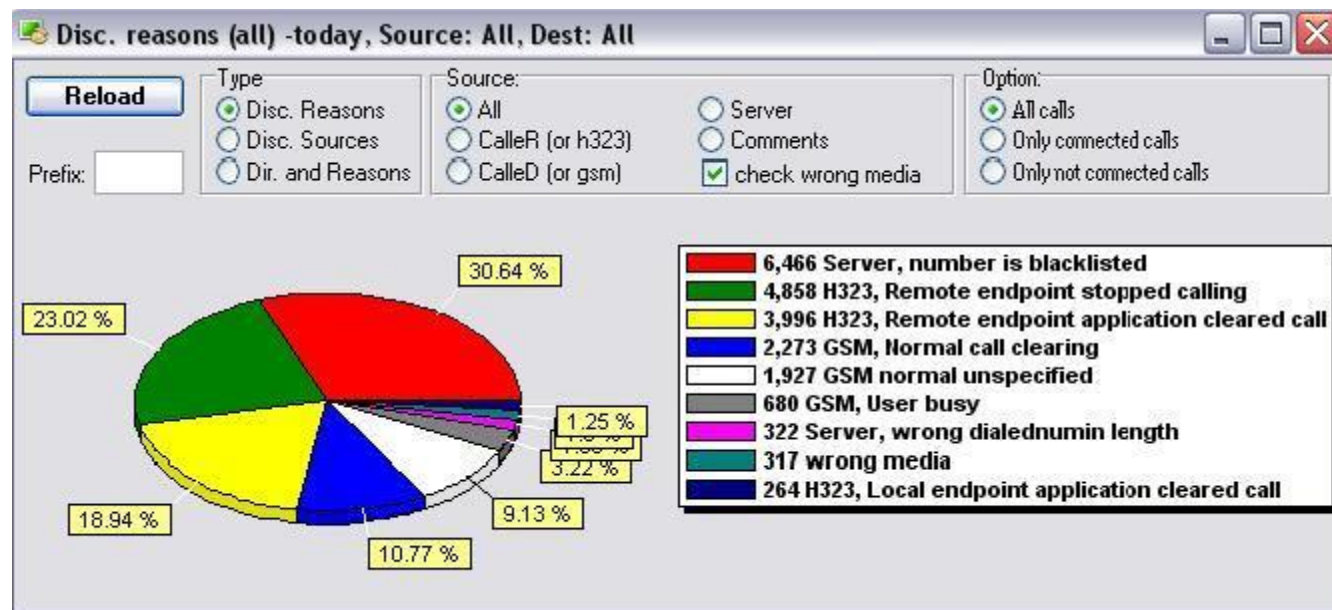 Disc. reasons (all) -today, Source: All, Dest: All
Reload
Prefix:
Type
Disc. Reasons
Disc. Sources
Dir. and Reasons
Source:
All
CalleR (or h323)
CalleD (or gsm)
Server
Comments
check wrong media
Option:
All calls
Only connected calls
Only not connected calls
30.64 %
23.02 %
18.94 %
10.77 %
9.13 %
3.22 %
1.25 %
6,466 Server, number is blacklisted
4,858 H323, Remote endpoint stopped calling
3,996 H323, Remote endpoint application cleared call
2,273 GSM, Normal call clearing
1,927 GSM normal unspecified
680 GSM, User busy
322 Server, wrong dialednumin length
317 wrong media
264 H323, Local endpoint application cleared call